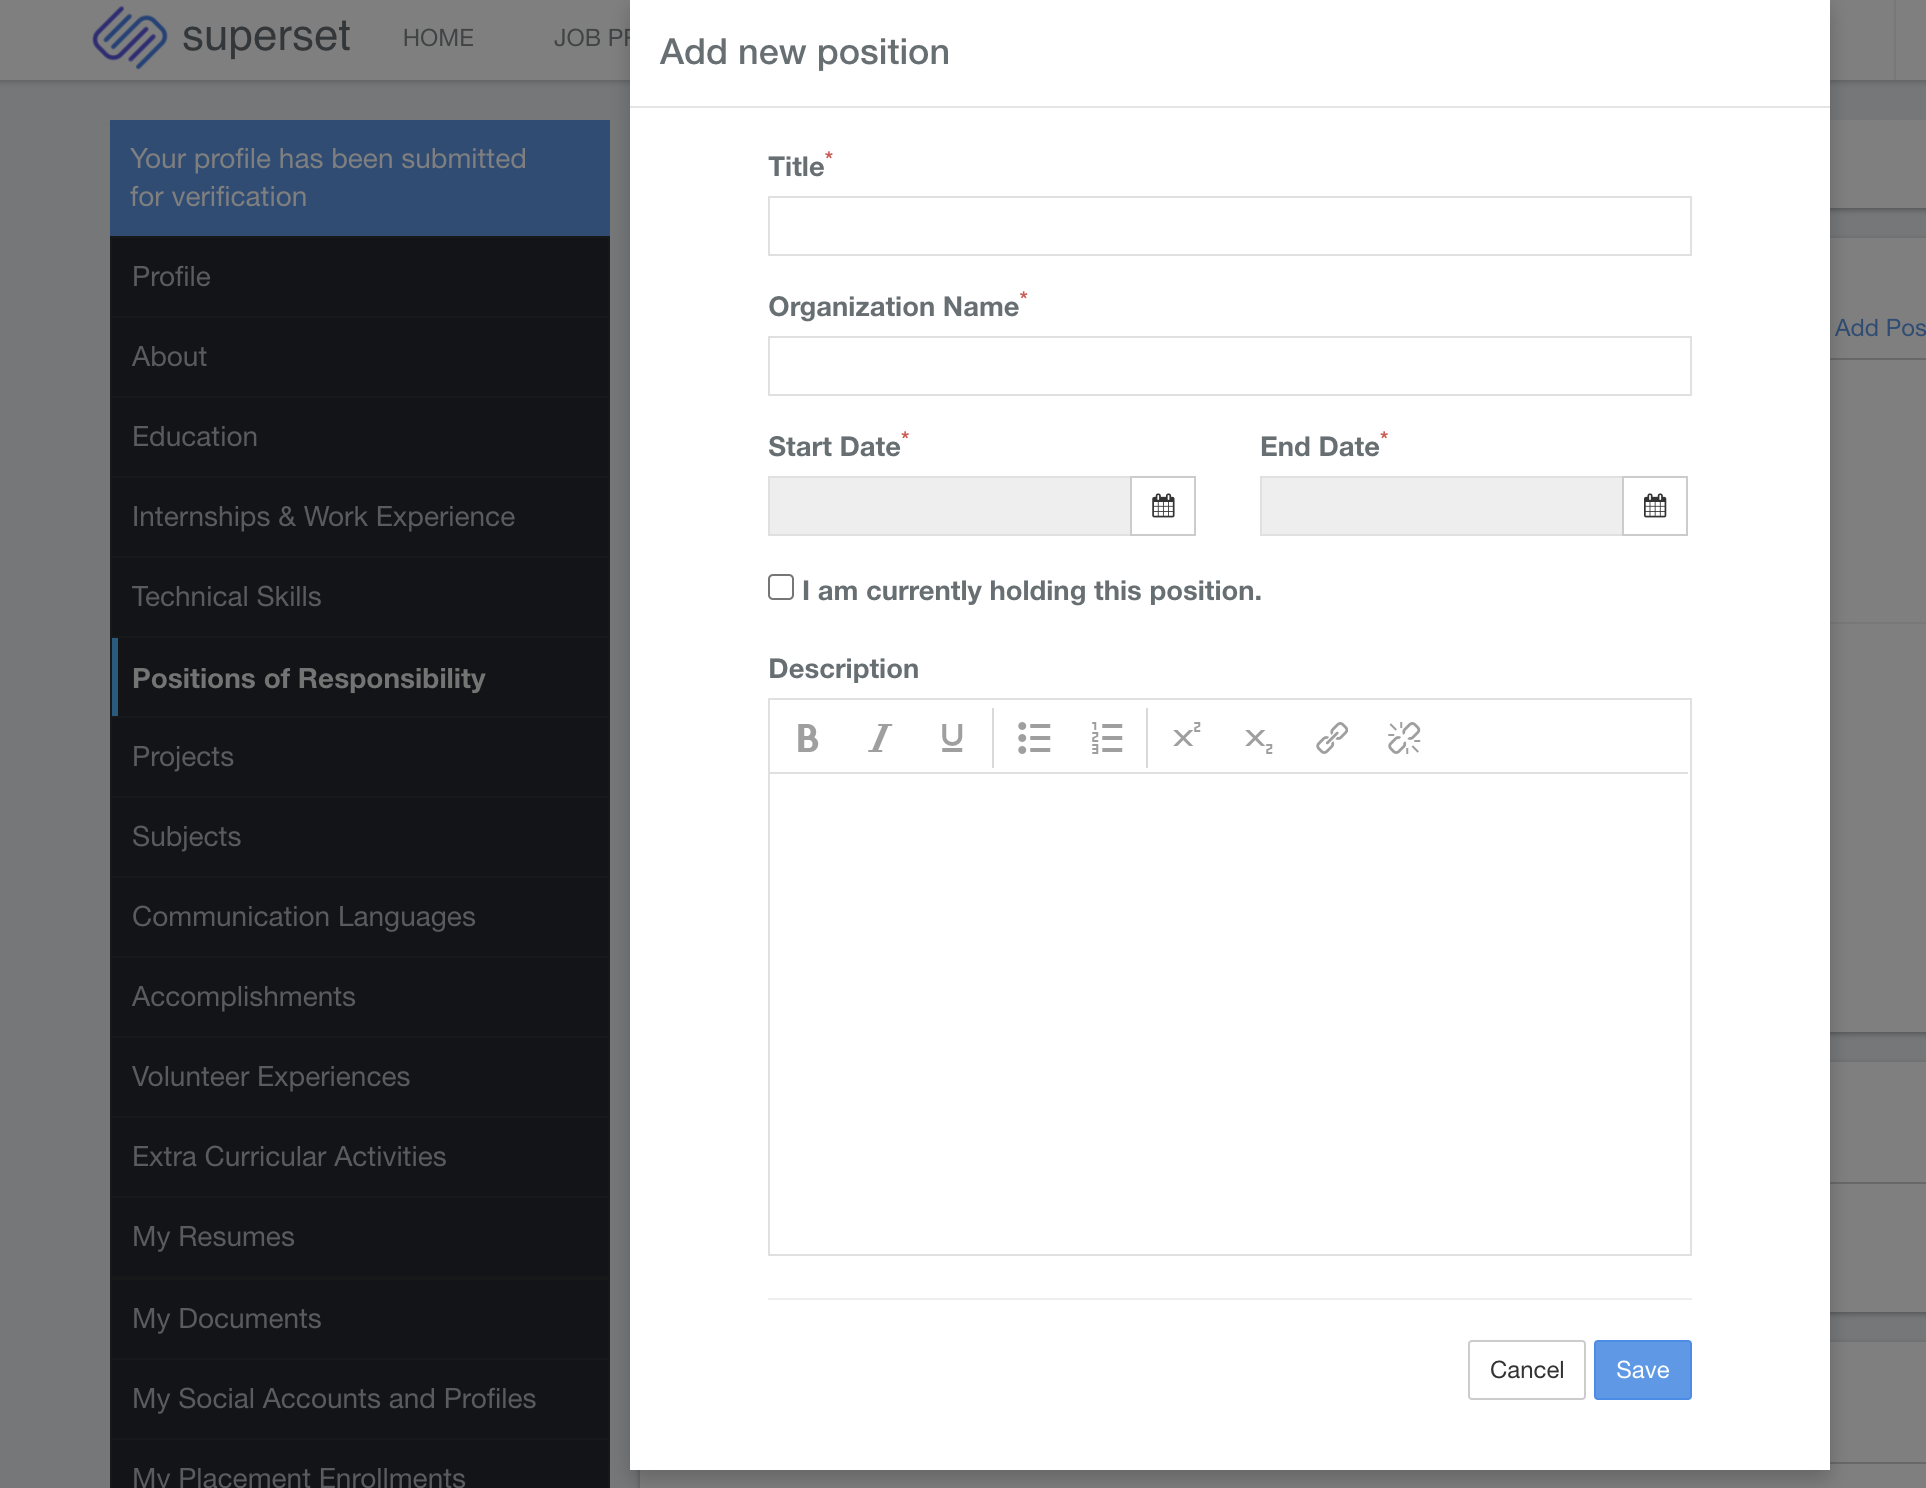 superset
HOME
JOB
Add new position
Your profile has been submitted
for verification
Profile
About
Education
Internships & Work Experience
Technical Skills
Positions of Responsibility
Projects
Subjects
Communication Languages
Accomplishments
Volunteer Experiences
Extra Curricular Activities
My Resumes
My Documents
My Social Accounts and Profiles
My Placement Enrollments
Title*
Organization Name*
Start Date*
End Date*
I am currently holding this position.
Description
B I U x² x₂
Cancel
Save
Add Pos